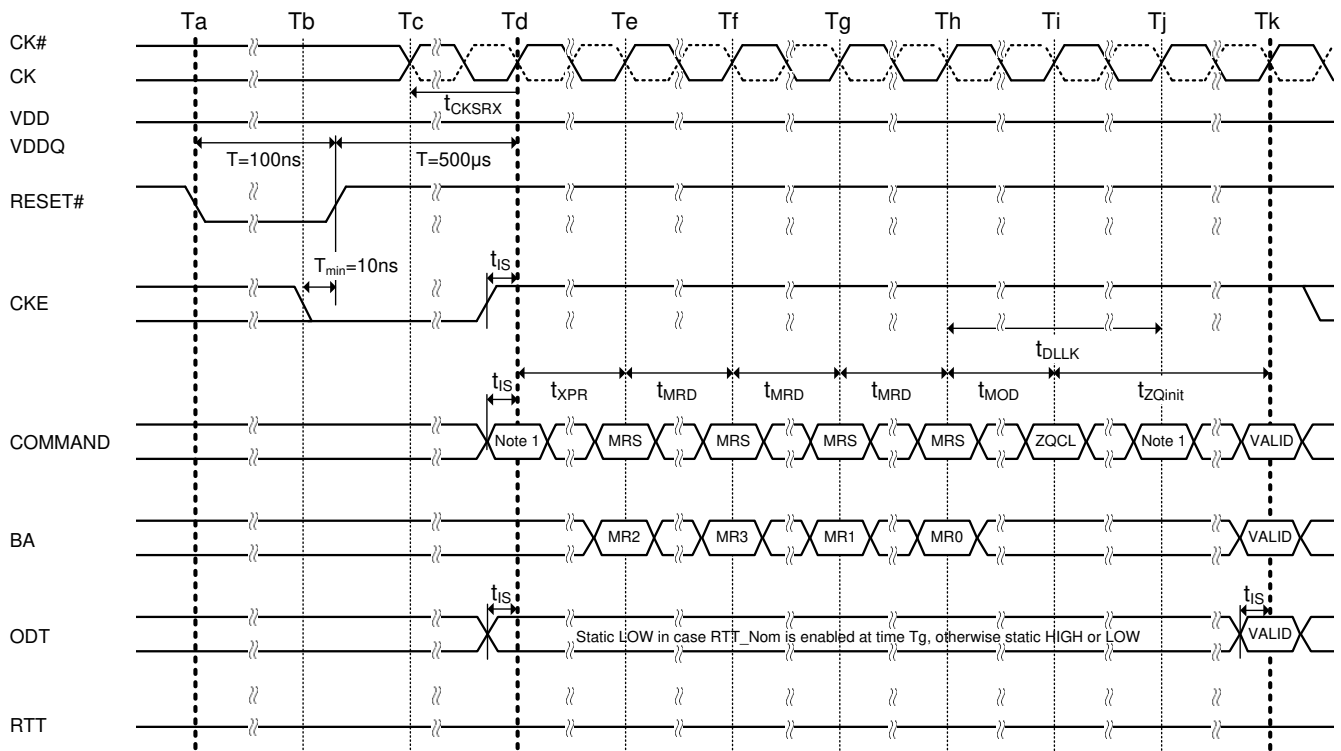 Ta Tb Tc Td Te Tf Tg Th Ti Tj Tk
CK#
CK
tCKSRX
VDD
VDDQ
T=100ns T=500µs
RESET#
Tmin=10ns tIS
CKE
tDLLK
tIS tXPR tMRD tMRD tMRD tMOD tZQinit
COMMAND Note 1 MRS MRS MRS MRS ZQCL Note 1 VALID
BA MR2 MR3 MR1 MR0 VALID
tIS tIS
ODT Static LOW in case RTT_Nom is enabled at time Tg, otherwise static HIGH or LOW VALID
RTT